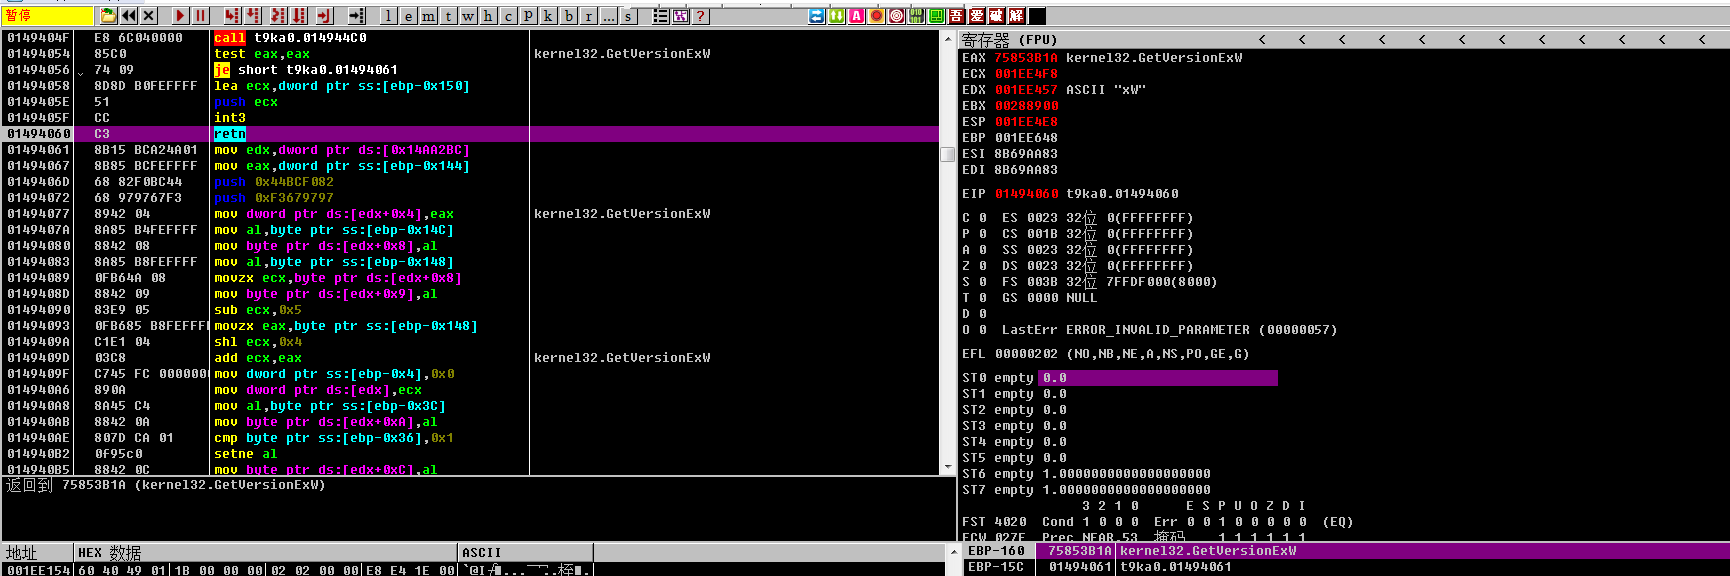 暂停 l e m t w h c p k b r ... s ? A 吾 爱 破 解
0149404F E8 6C040000 call t9ka0.014944C0
01494054 85C0 test eax,eax kernel32.GetVersionExW
01494056 74 09 je short t9ka0.01494061
01494058 8D8D B0FEFFFF lea ecx,dword ptr ss:[ebp-0x150]
0149405E 51 push ecx
0149405F CC int3
01494060 C3 retn
01494061 8B15 BCA24A01 mov edx,dword ptr ds:[0x14AA2BC]
01494067 8B85 BCFEFFFF mov eax,dword ptr ss:[ebp-0x144]
0149406D 68 82F0BC44 push 0x44BCF082
01494072 68 979767F3 push 0xF3679797
01494077 8942 04 mov dword ptr ds:[edx+0x4],eax kernel32.GetVersionExW
0149407A 8A85 B4FEFFFF mov al,byte ptr ss:[ebp-0x14C]
01494080 8842 08 mov byte ptr ds:[edx+0x8],al
01494083 8A85 B8FEFFFF mov al,byte ptr ss:[ebp-0x148]
01494089 0FB64A 08 movzx ecx,byte ptr ds:[edx+0x8]
0149408D 8842 09 mov byte ptr ds:[edx+0x9],al
01494090 83E9 05 sub ecx,0x5
01494093 0FB685 B8FEFFF movzx eax,byte ptr ss:[ebp-0x148]
0149409A C1E1 04 shl ecx,0x4
0149409D 03C8 add ecx,eax kernel32.GetVersionExW
0149409F C745 FC 000000 mov dword ptr ss:[ebp-0x4],0x0
014940A6 890A mov dword ptr ds:[edx],ecx
014940A8 8A45 C4 mov al,byte ptr ss:[ebp-0x3C]
014940AB 8842 0A mov byte ptr ds:[edx+0xA],al
014940AE 807D CA 01 cmp byte ptr ss:[ebp-0x36],0x1
014940B2 0F95C0 setne al
014940B5 8842 0C mov byte ptr ds:[edx+0xC],al
返回到 75853B1A (kernel32.GetVersionExW)
寄存器 (FPU) < < < < < < < < < < < <
EAX 75853B1A kernel32.GetVersionExW
ECX 001EE4F8
EDX 001EE457 ASCII "xW"
EBX 00288900
ESP 001EE4E8
EBP 001EE648
ESI 8B69AA83
EDI 8B69AA83
EIP 01494060 t9ka0.01494060
C 0 ES 0023 32位 0(FFFFFFFF)
P 0 CS 001B 32位 0(FFFFFFFF)
A 0 SS 0023 32位 0(FFFFFFFF)
Z 0 DS 0023 32位 0(FFFFFFFF)
S 0 FS 003B 32位 7FFDF000(8000)
T 0 GS 0000 NULL
D 0
O 0 LastErr ERROR_INVALID_PARAMETER (00000057)
EFL 00000202 (NO,NB,NE,A,NS,PO,GE,G)
ST0 empty 0.0
ST1 empty 0.0
ST2 empty 0.0
ST3 empty 0.0
ST4 empty 0.0
ST5 empty 0.0
ST6 empty 1.0000000000000000000
ST7 empty 1.0000000000000000000
3 2 1 0 E S P U O Z D I
FST 4020 Cond 1 0 0 0 Err 0 0 1 0 0 0 0 0 (EQ)
FCW 027F Prec NEAR,53 掩码 1 1 1 1 1 1
地址 HEX 数据 ASCII
001EE154 60 40 49 01 1B 00 00 00 02 02 00 00 E8 E4 1E 00
EBP-160 75853B1A kernel32.GetVersionExW
EBP-15C 01494061 t9ka0.01494061